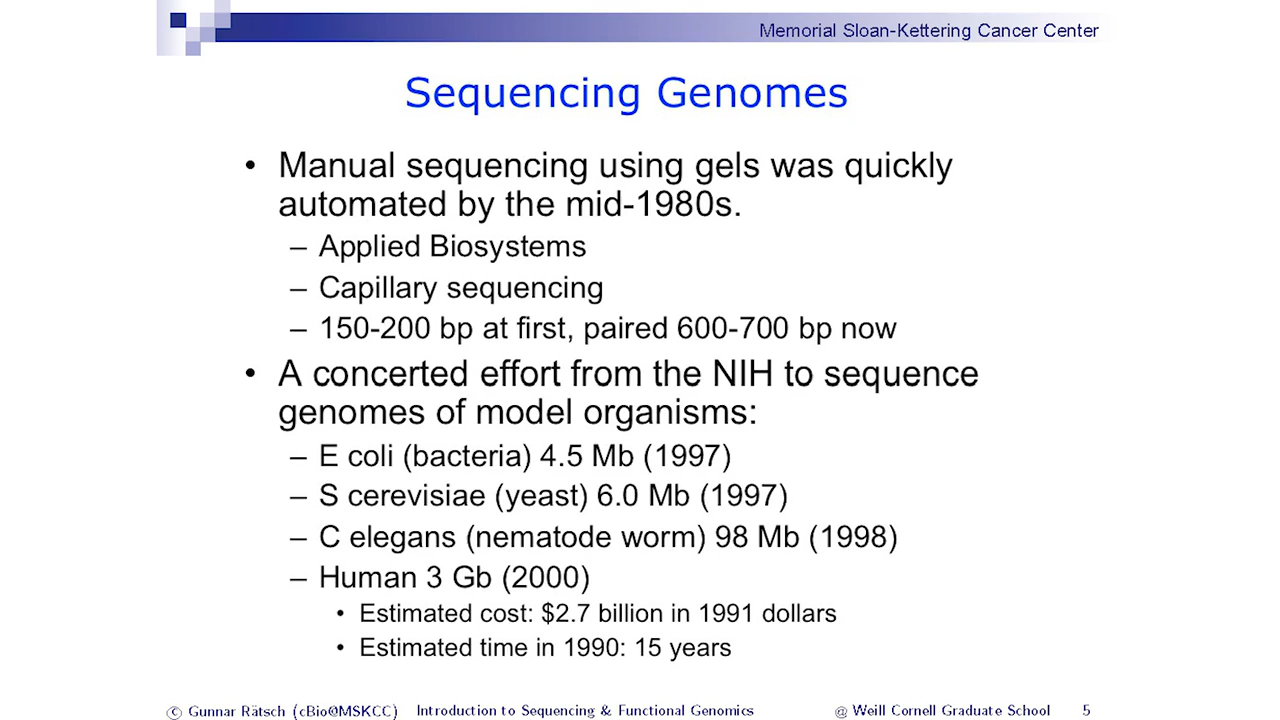 Memorial Sloan-Kettering Cancer Center
Sequencing Genomes
• Manual sequencing using gels was quickly
automated by the mid-1980s.
– Applied Biosystems
– Capillary sequencing
– 150-200 bp at first, paired 600-700 bp now
• A concerted effort from the NIH to sequence
genomes of model organisms:
– E coli (bacteria) 4.5 Mb (1997)
– S cerevisiae (yeast) 6.0 Mb (1997)
– C elegans (nematode worm) 98 Mb (1998)
– Human 3 Gb (2000)
• Estimated cost: $2.7 billion in 1991 dollars
• Estimated time in 1990: 15 years
© Gunnar Rätsch (cBio@MSKCC) Introduction to Sequencing & Functional Genomics @ Weill Cornell Graduate School 5